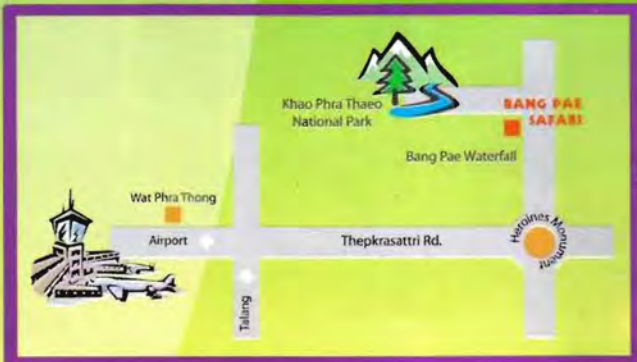 Khao Phra Thaeo
National Park
BANG PAE
SAFARI
Bang Pae Waterfall
Wat Phra Thong
Airport
Thepkrasattri Rd.
Haroines Monument
Talang